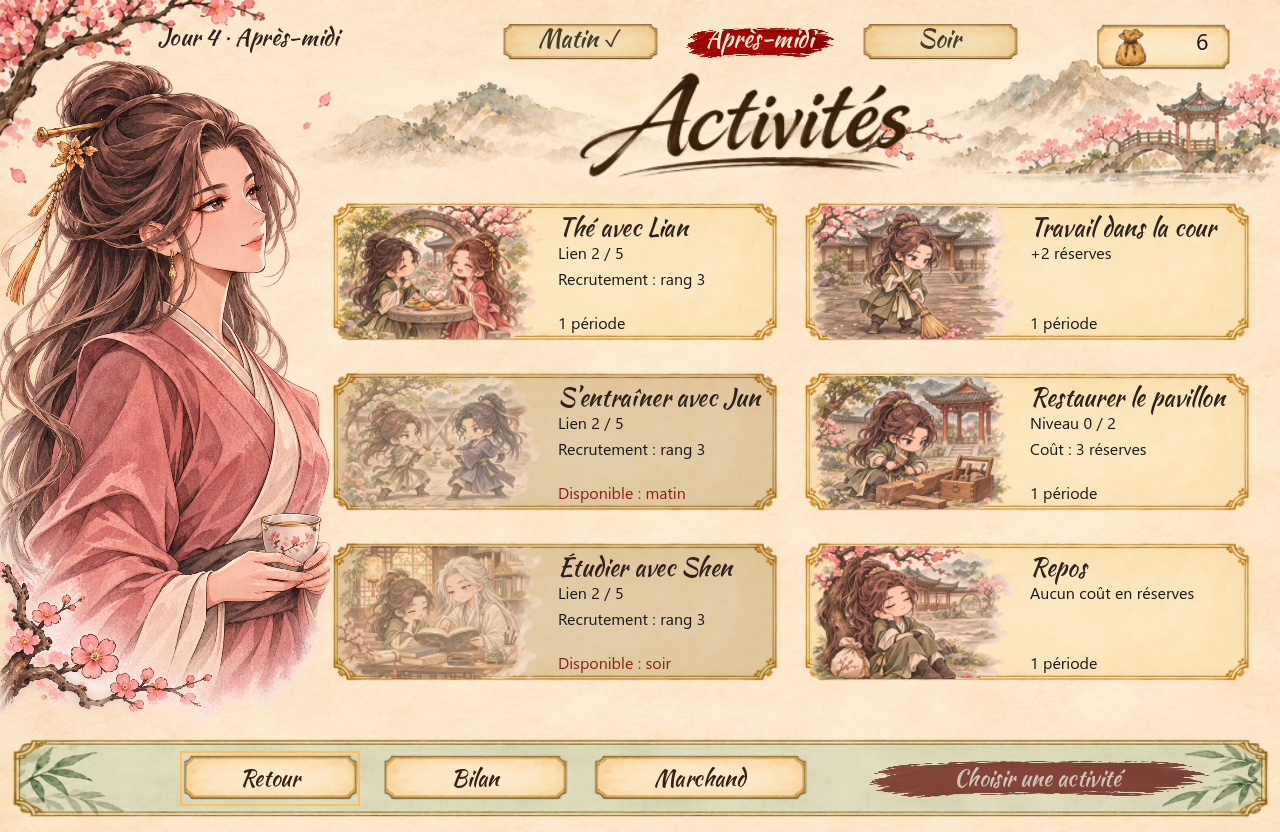 Jour 4 · Après-midi
Matin ✓
Après-midi
Soir
6
Activités
Thé avec Lian
Lien 2 / 5
Recrutement : rang 3
1 période
Travail dans la cour
+2 réserves
1 période
S'entraîner avec Jun
Lien 2 / 5
Recrutement : rang 3
Disponible : matin
Restaurer le pavillon
Niveau 0 / 2
Coût : 3 réserves
1 période
Étudier avec Shen
Lien 2 / 5
Recrutement : rang 3
Disponible : soir
Repos
Aucun coût en réserves
1 période
Retour
Bilan
Marchand
Choisir une activité